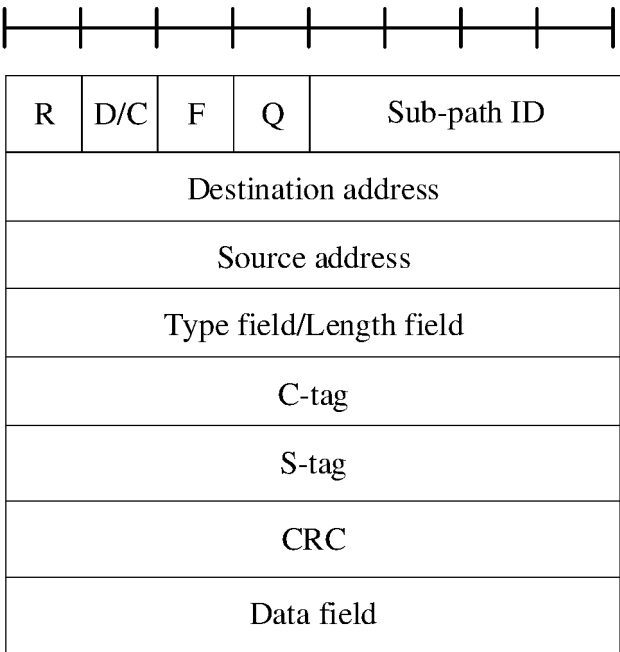 R D/C F Q Sub-path ID
Destination address
Source address
Type field/Length field
C-tag
S-tag
CRC
Data field